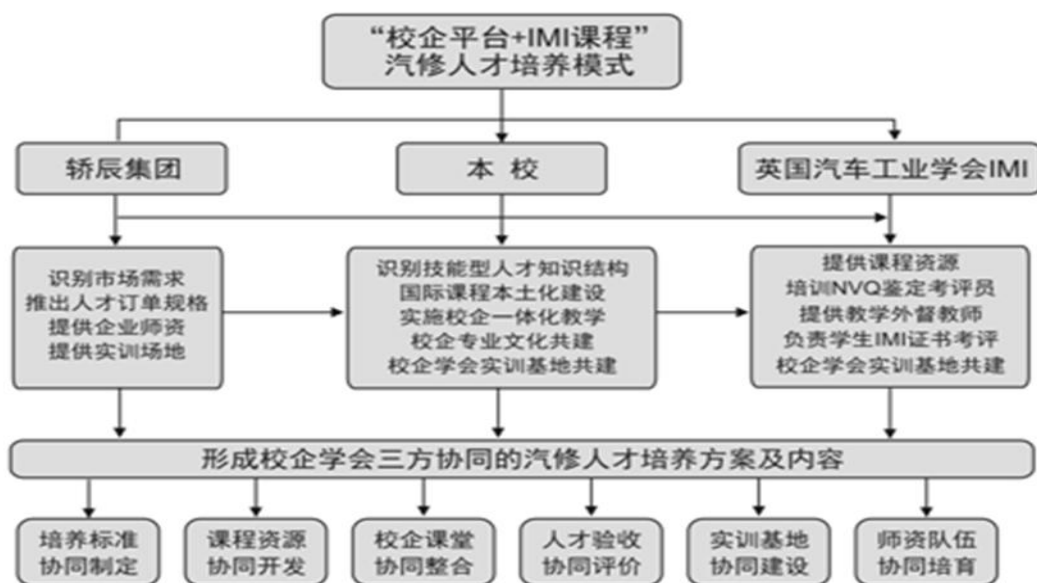 “校企平台+IMI课程”
汽修人才培养模式
轿辰集团
本 校
英国汽车工业学会IMI
识别市场需求
推出人才订单规格
提供企业师资
提供实训场地
识别技能型人才知识结构
国际课程本土化建设
实施校企一体化教学
校企专业文化共建
校企学会实训基地共建
提供课程资源
培训NVQ鉴定考评员
提供教学外督教师
负责学生IMI证书考评
校企学会实训基地共建
形成校企学会三方协同的汽修人才培养方案及内容
培养标准
协同制定
课程资源
协同开发
校企课堂
协同整合
人才验收
协同评价
实训基地
协同建设
师资队伍
协同培育